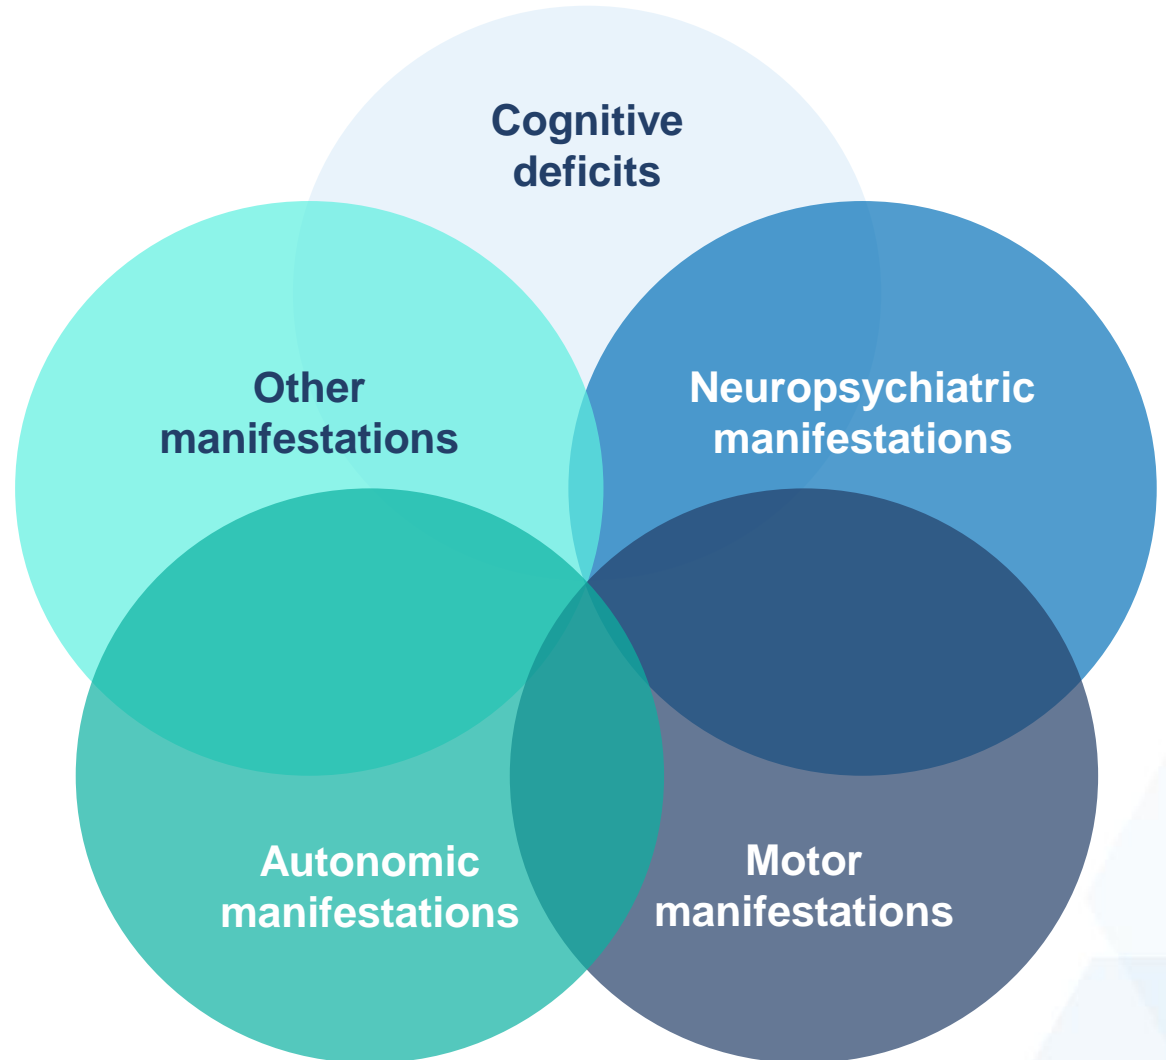 Cognitive
deficits
Other
manifestations
Neuropsychiatric
manifestations
Autonomic
manifestations
Motor
manifestations